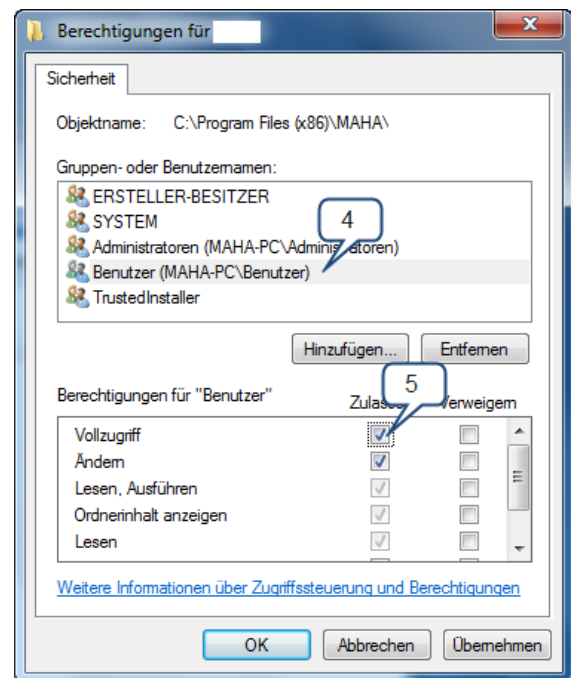 Berechtigungen für
Sicherheit
Objektname: C:\Program Files (x86)\MAHA\
Gruppen- oder Benutzernamen:
ERSTELLER-BESITZER
SYSTEM
4
Administratoren (MAHA-PC\Administratoren)
Benutzer (MAHA-PC\Benutzer)
TrustedInstaller
Hinzufügen... Entfernen
5
Berechtigungen für "Benutzer" Zulassen Verweigern
Vollzugriff
Ändern
Lesen, Ausführen
Ordnerinhalt anzeigen
Lesen
Weitere Informationen über Zugriffssteuerung und Berechtigungen
OK Abbrechen Übernehmen